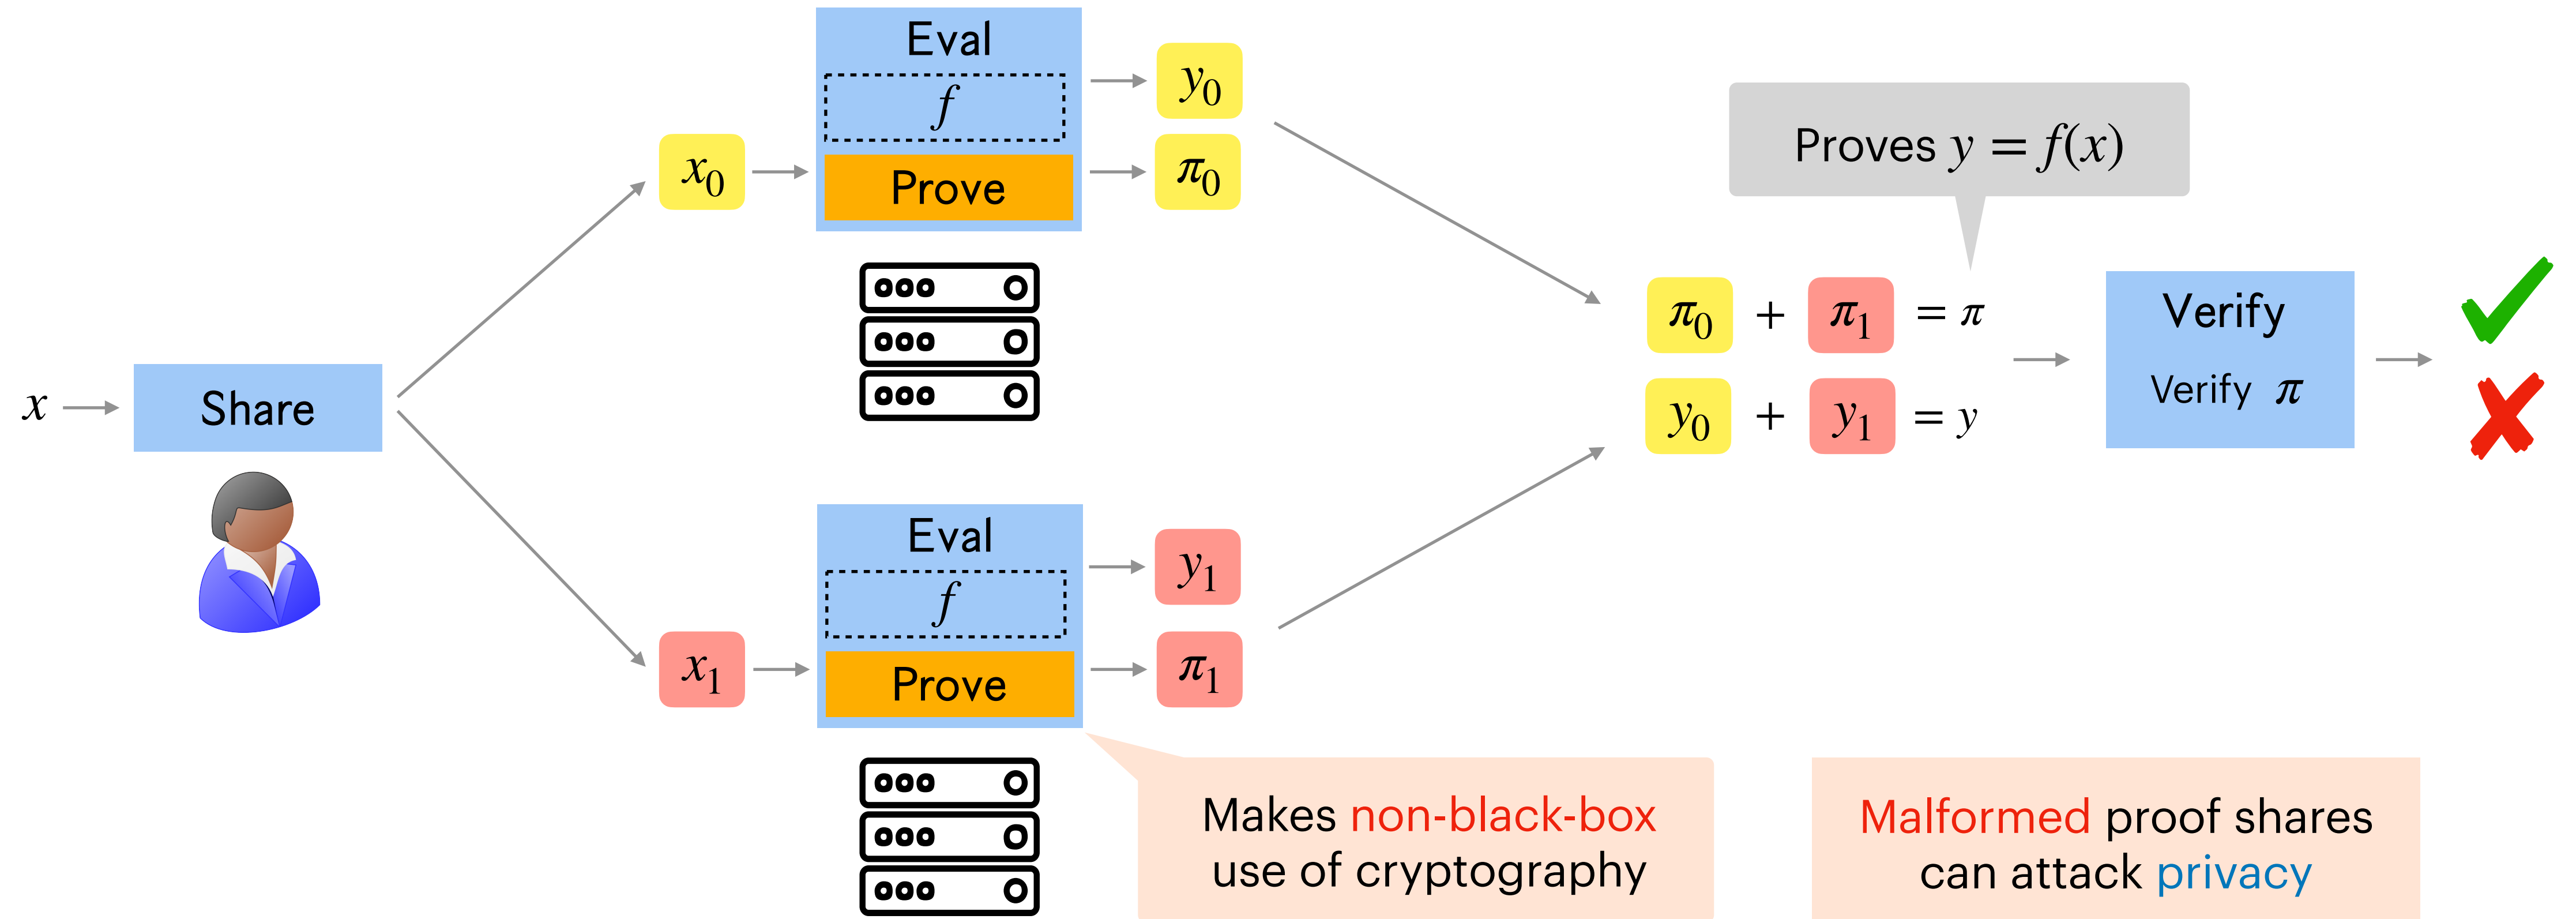 x
Share
x₀
Eval
f
Prove
y₀
π₀
x₁
Eval
f
Prove
y₁
π₁
Proves y = f(x)
π₀ + π₁ = π
y₀ + y₁ = y
Verify
Verify π
Makes non-black-box
use of cryptography
Malformed proof shares
can attack privacy